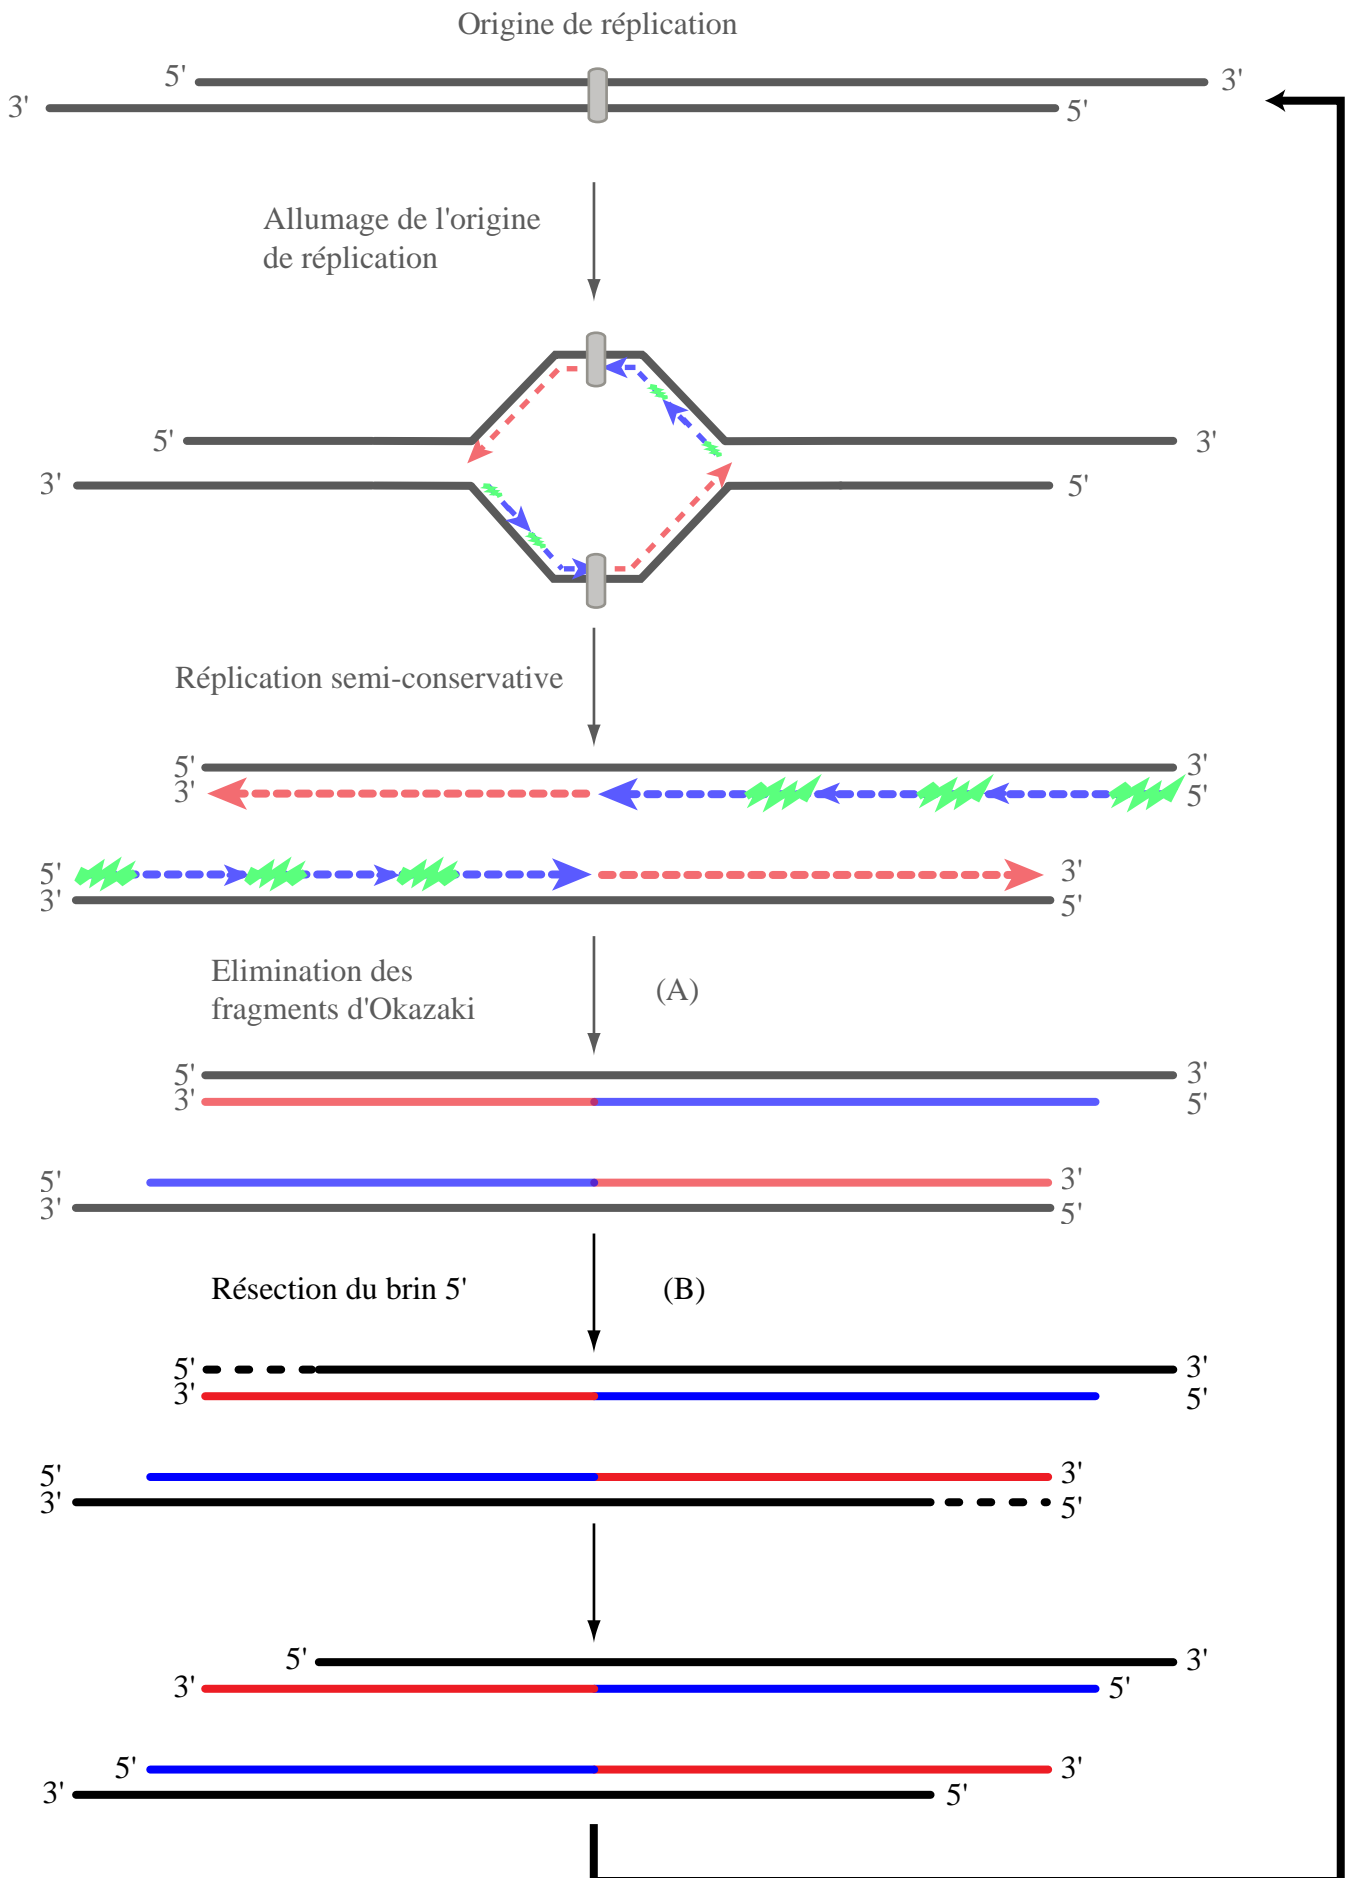 Origine de réplication
5' 3'
3' 5'
Allumage de l'origine
de réplication
5' 3'
3' 5'
Réplication semi-conservative
5' 3'
3' 5'
5' 3'
3' 5'
Elimination des
fragments d'Okazaki (A)
5' 3'
3' 5'
5' 3'
3' 5'
Résection du brin 5' (B)
5' 3'
3' 5'
5' 3'
3' 5'
5' 3'
3' 5'
5' 3'
3' 5'